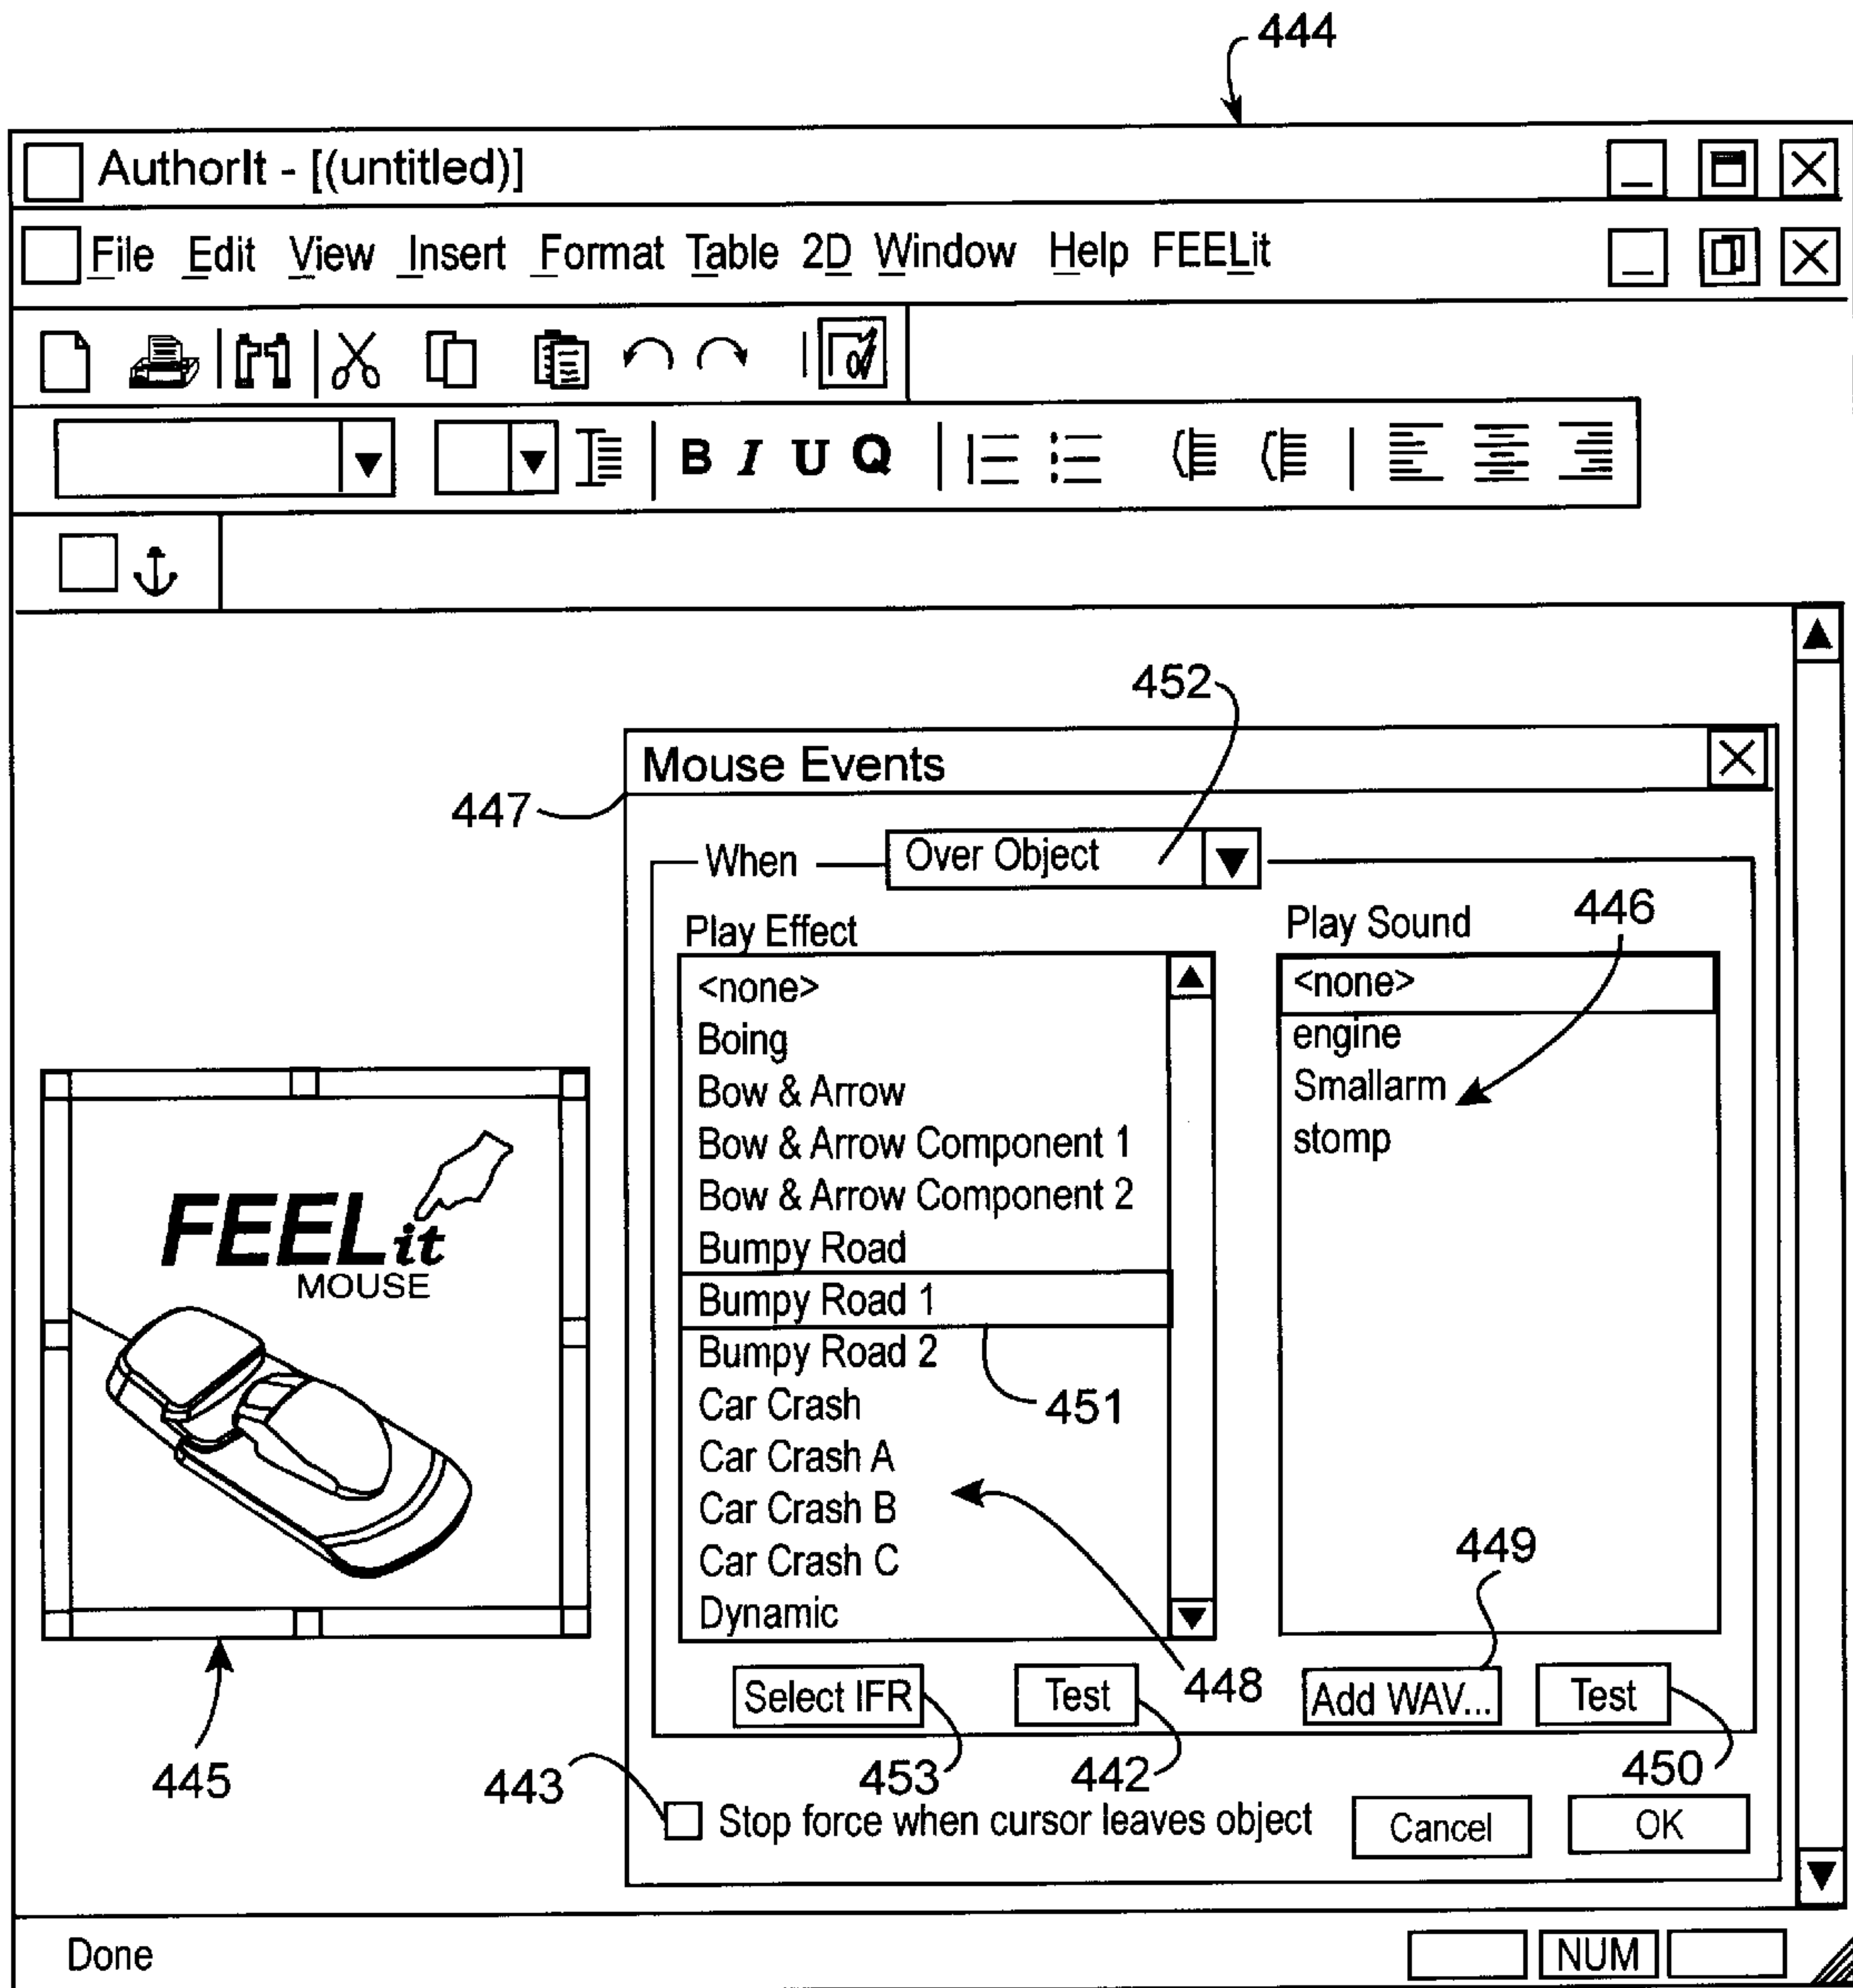 444
AuthorIt - [(untitled)]
File Edit View Insert Format Table 2D Window Help FEELit
B I U Q
452
Mouse Events
447
When Over Object
Play Effect
<none>
Boing
Bow & Arrow
Bow & Arrow Component 1
Bow & Arrow Component 2
Bumpy Road
Bumpy Road 1
Bumpy Road 2
Car Crash
Car Crash A
Car Crash B
Car Crash C
Dynamic
451
448
Play Sound
446
<none>
engine
Smallarm
stomp
449
FEELit
MOUSE
445
Select IFR Test Add WAV... Test
443 453 442 450
Stop force when cursor leaves object Cancel OK
Done NUM